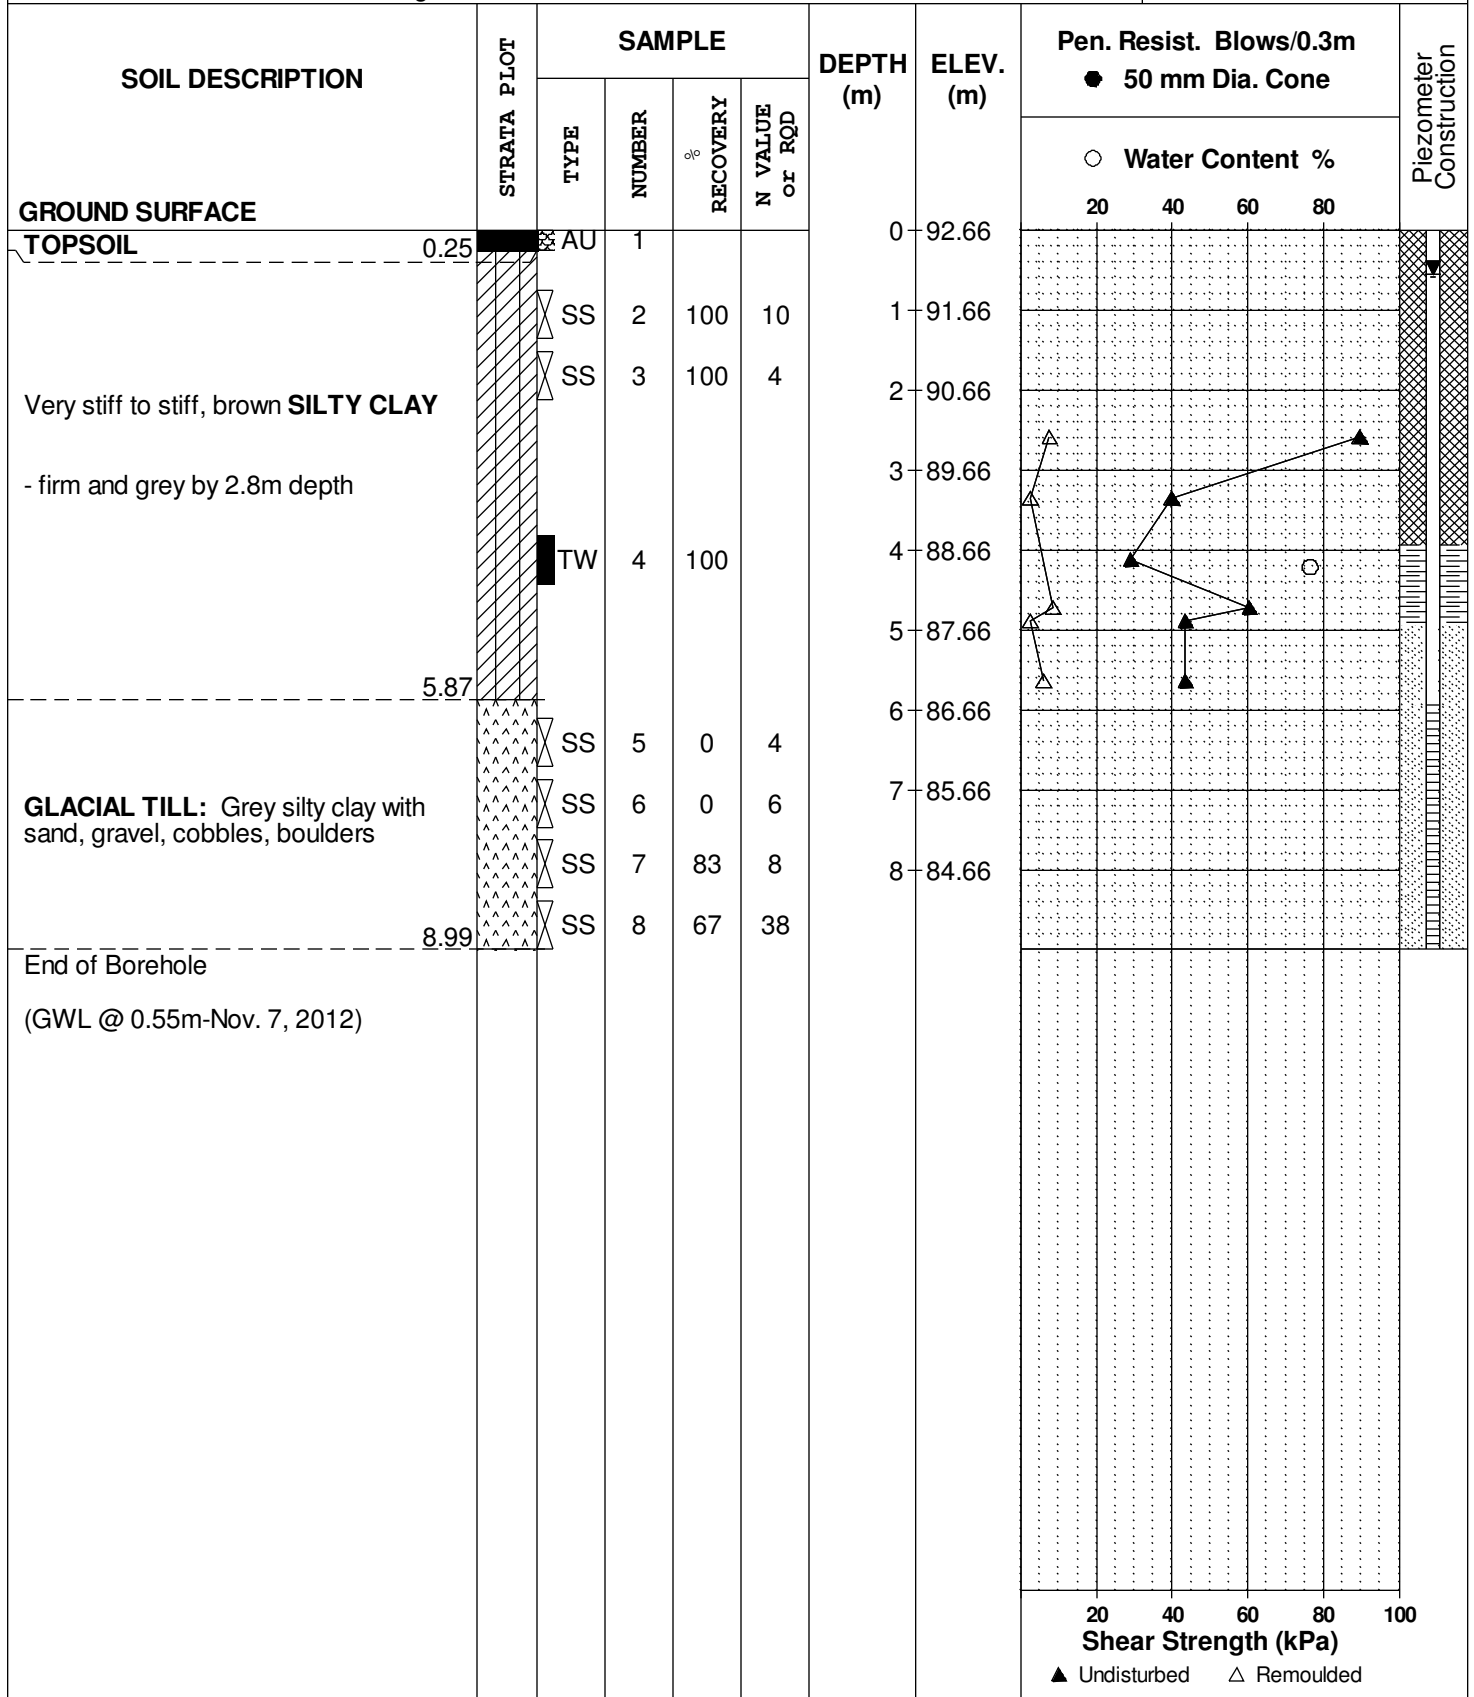 SOIL DESCRIPTION
GROUND SURFACE
STRATA PLOT
SAMPLE
TYPE
NUMBER
% RECOVERY
N VALUE or RQD
DEPTH (m)
ELEV. (m)
Pen. Resist. Blows/0.3m
● 50 mm Dia. Cone
○ Water Content %
20 40 60 80
Piezometer Construction
TOPSOIL 0.25
AU 1
0 92.66
SS 2 100 10
1 91.66
SS 3 100 4
2 90.66
Very stiff to stiff, brown SILTY CLAY
3 89.66
- firm and grey by 2.8m depth
TW 4 100
4 88.66
5 87.66
5.87
6 86.66
SS 5 0 4
7 85.66
GLACIAL TILL: Grey silty clay with
sand, gravel, cobbles, boulders
SS 6 0 6
SS 7 83 8
8 84.66
SS 8 67 38
8.99
End of Borehole
(GWL @ 0.55m-Nov. 7, 2012)
20 40 60 80 100
Shear Strength (kPa)
▲ Undisturbed △ Remoulded